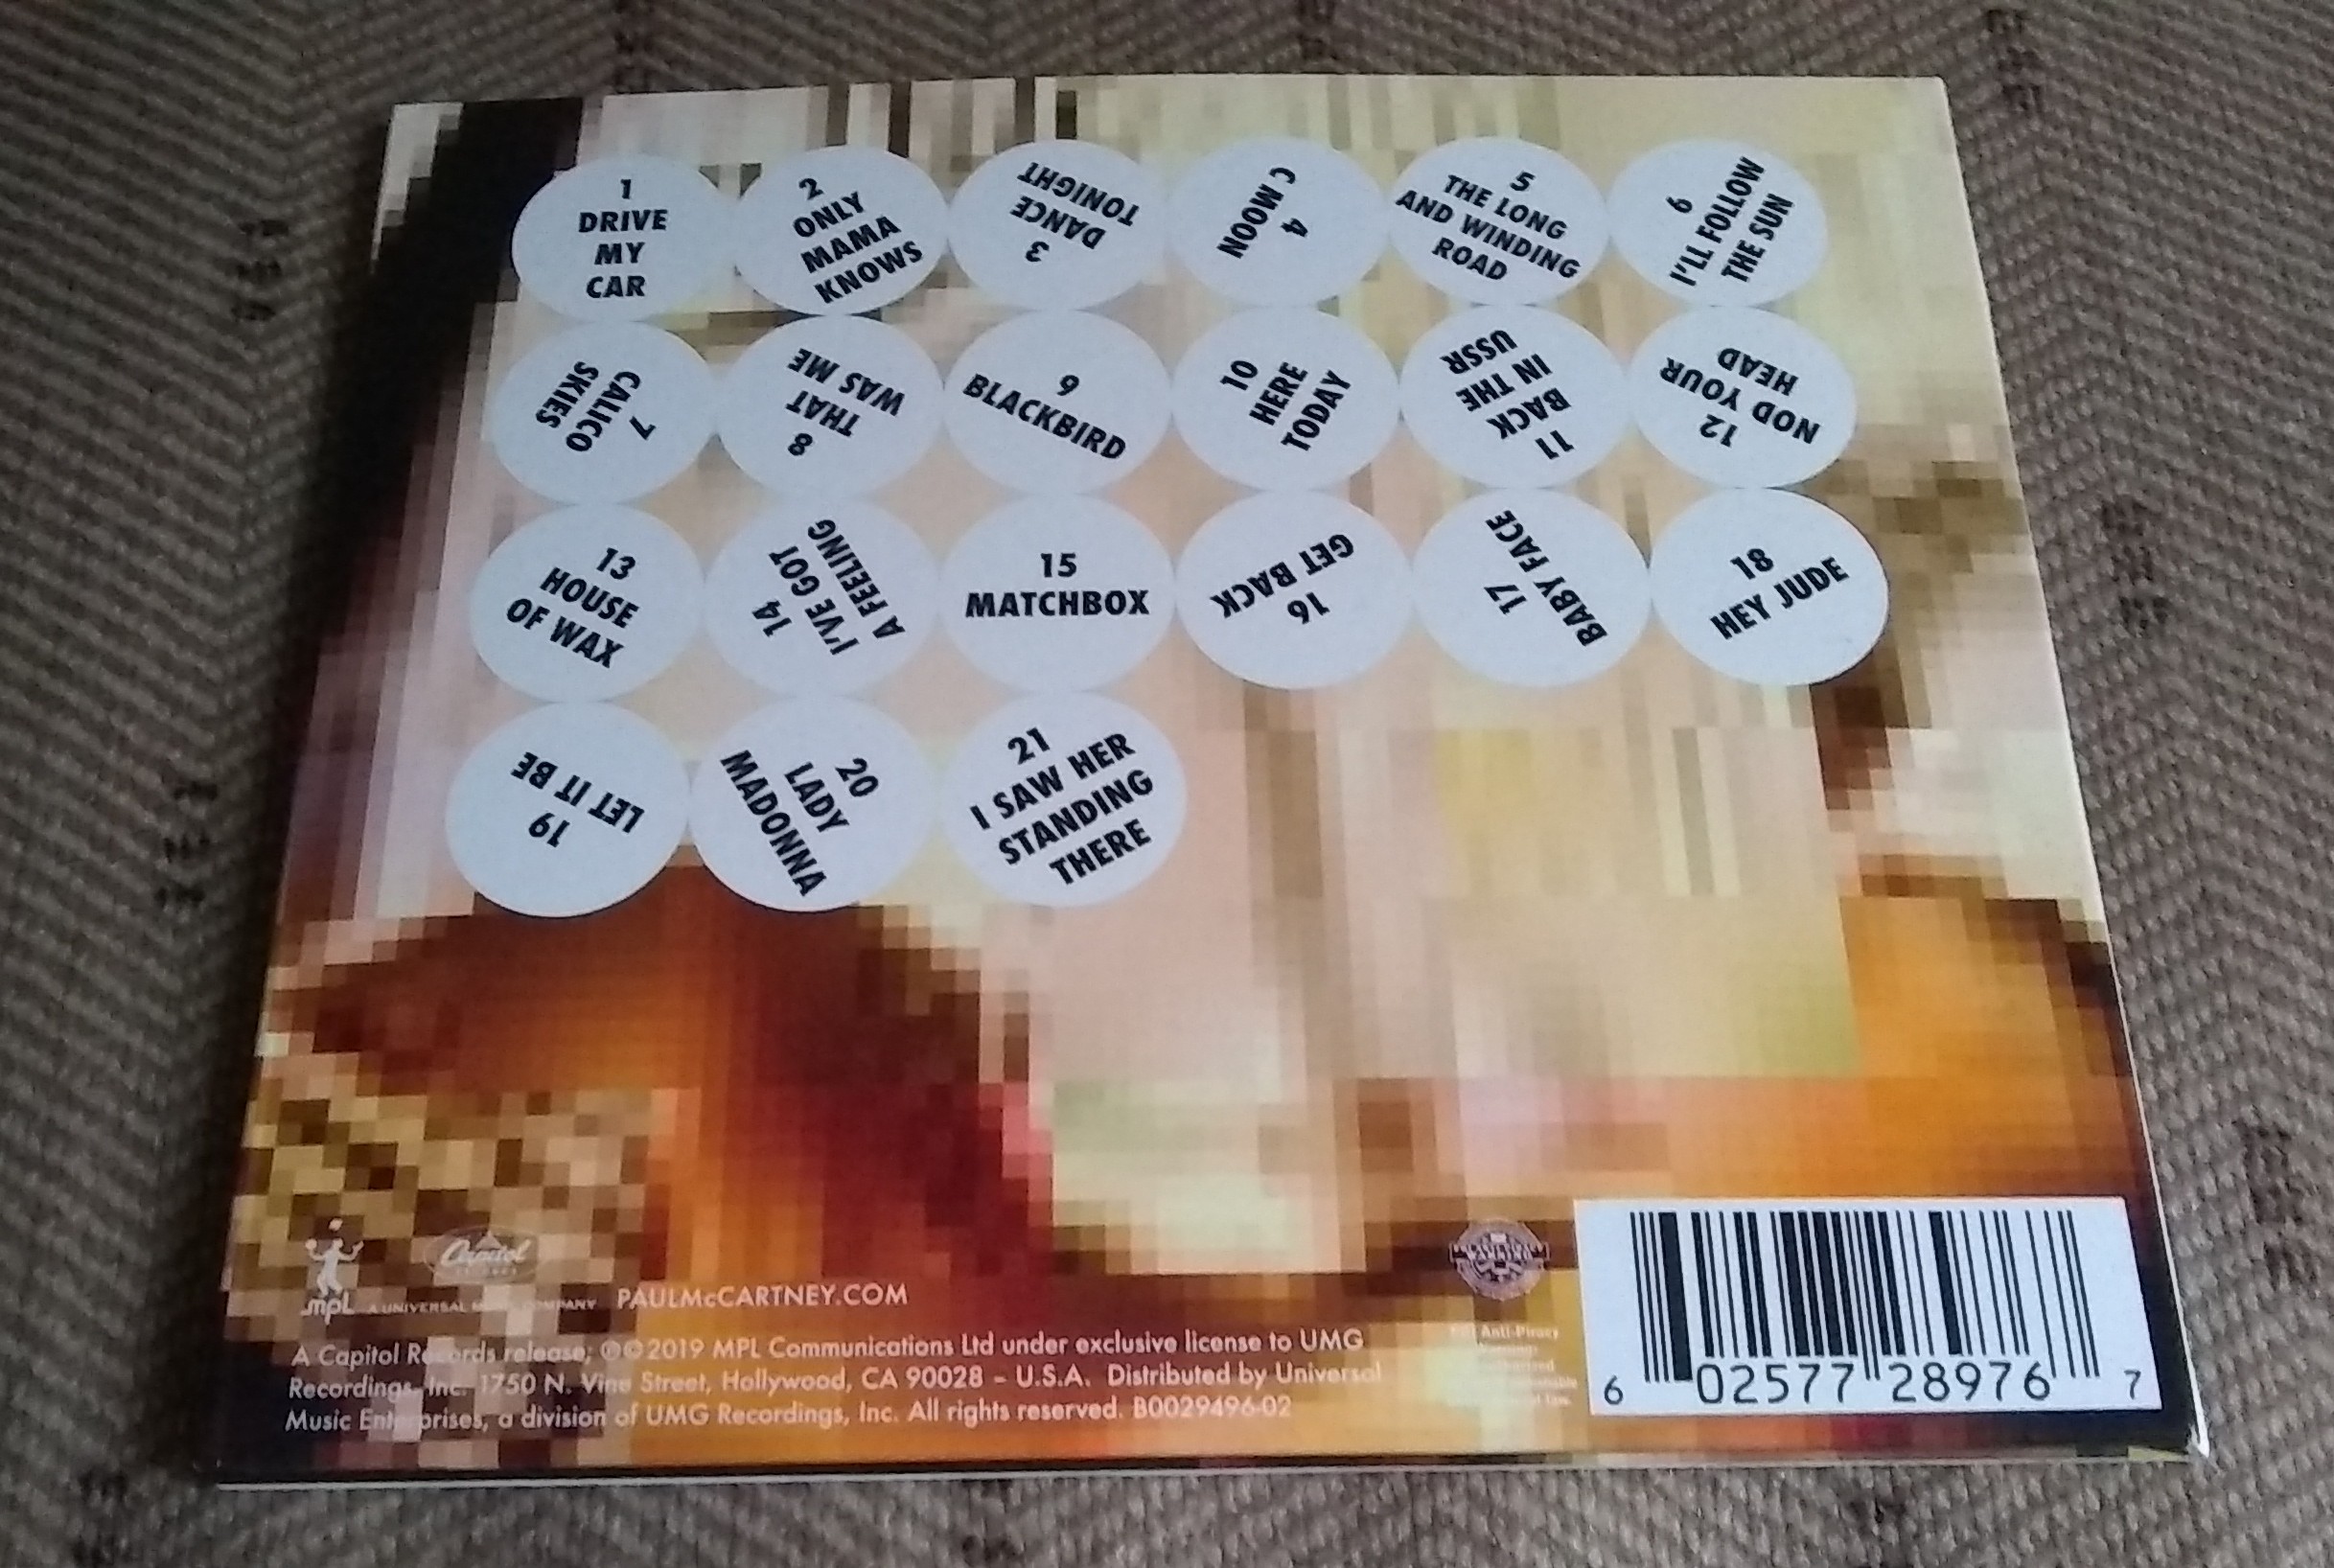 1
DRIVE
MY
CAR
2
ONLY
MAMA
KNOWS
3
DANCE
TONIGHT
4
C MOON
5
THE LONG
AND WINDING
ROAD
6
I'LL FOLLOW
THE SUN
7
CALICO
SKIES
8
THAT
WAS ME
9
BLACKBIRD
10
HERE
TODAY
11
BACK
IN THE
USSR
12
NOD YOUR
HEAD
13
HOUSE
OF WAX
14
I'VE GOT
A FEELING
15
MATCHBOX
16
GET BACK
17
BABY FACE
18
HEY JUDE
19
LET IT BE
20
LADY
MADONNA
21
I SAW HER
STANDING
THERE
mpL
Capitol
RECORDS
A UNIVERSAL MUSIC COMPANY
PAULMcCARTNEY.COM
A Capitol Records release; ℗©2019 MPL Communications Ltd under exclusive license to UMG
Recordings, Inc. 1750 N. Vine Street, Hollywood, CA 90028 – U.S.A. Distributed by Universal
Music Enterprises, a division of UMG Recordings, Inc. All rights reserved. B0029496-02
WARNING
Anti-Piracy
6 02577 28976 7